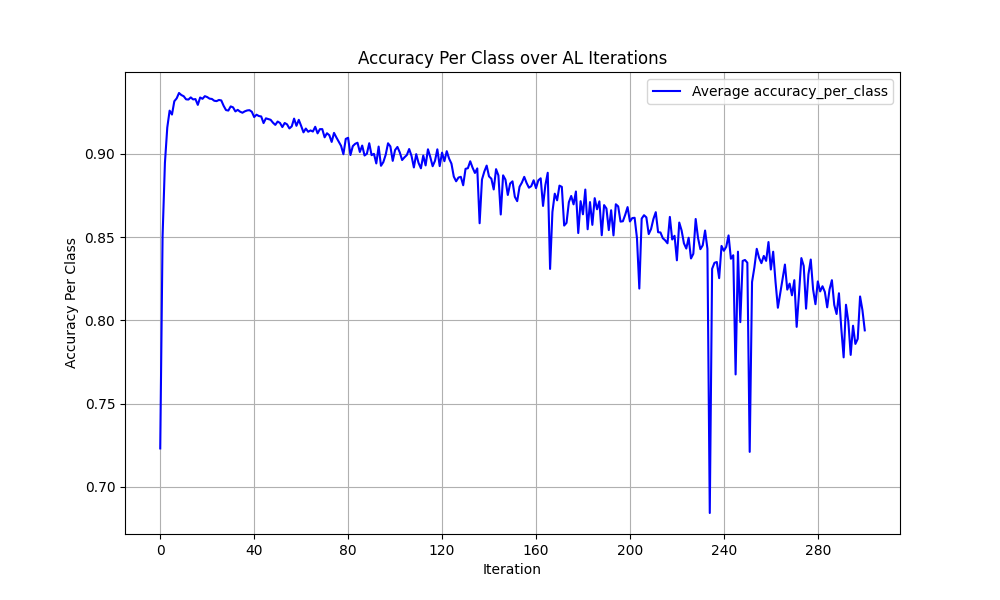 Accuracy Per Class over AL Iterations
Average accuracy_per_class
Accuracy Per Class
0.90
0.85
0.80
0.75
0.70
0 40 80 120 160 200 240 280
Iteration